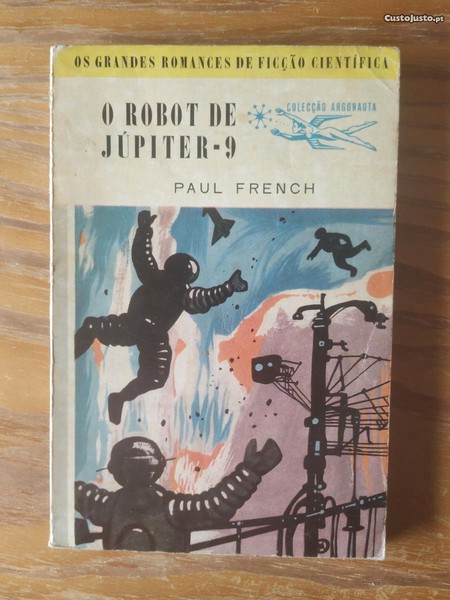 CustoJusto.pt
OS GRANDES ROMANCES DE FICÇÃO CIENTÍFICA
O ROBOT DE
JÚPITER-9
COLECÇÃO ARGONAUTA
PAUL FRENCH